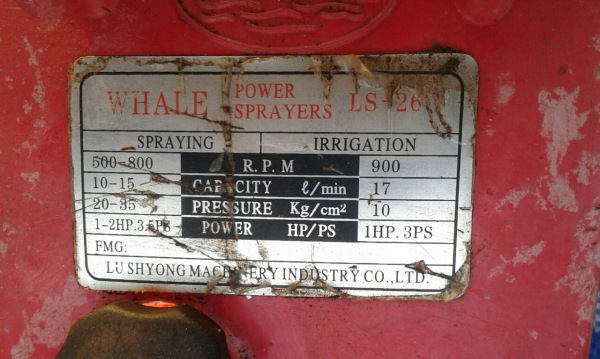 WHALE POWER SPRAYERS LS-26
SPRAYING IRRIGATION
500-800 R.P.M 900
10-15 CAPACITY ℓ/min 17
20-35 PRESSURE Kg/cm² 10
1-2HP.3.5PS POWER HP/PS 1HP.3PS
FMG:
LU SHYONG MACHINERY INDUSTRY CO.,LTD.